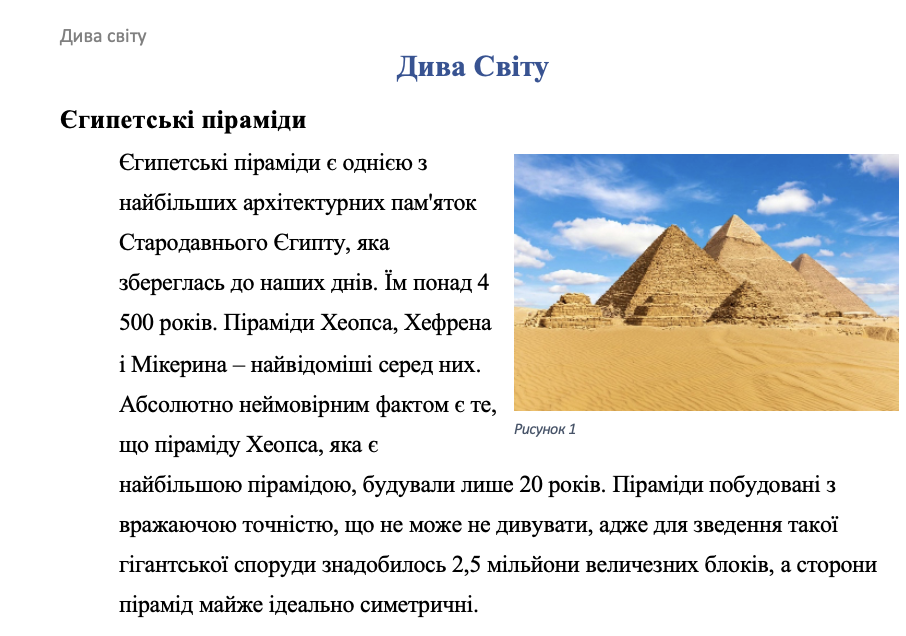 Дива світу
Дива Світу
Єгипетські піраміди
Єгипетські піраміди є однією з
найбільших архітектурних пам'яток
Стародавнього Єгипту, яка
збереглась до наших днів. Їм понад 4
500 років. Піраміди Хеопса, Хефрена
і Мікерина – найвідоміші серед них.
Абсолютно неймовірним фактом є те,
що піраміду Хеопса, яка є
Рисунок 1
найбільшою пірамідою, будували лише 20 років. Піраміди побудовані з
вражаючою точністю, що не може не дивувати, адже для зведення такої
гігантської споруди знадобилось 2,5 мільйони величезних блоків, а сторони
пірамід майже ідеально симетричні.